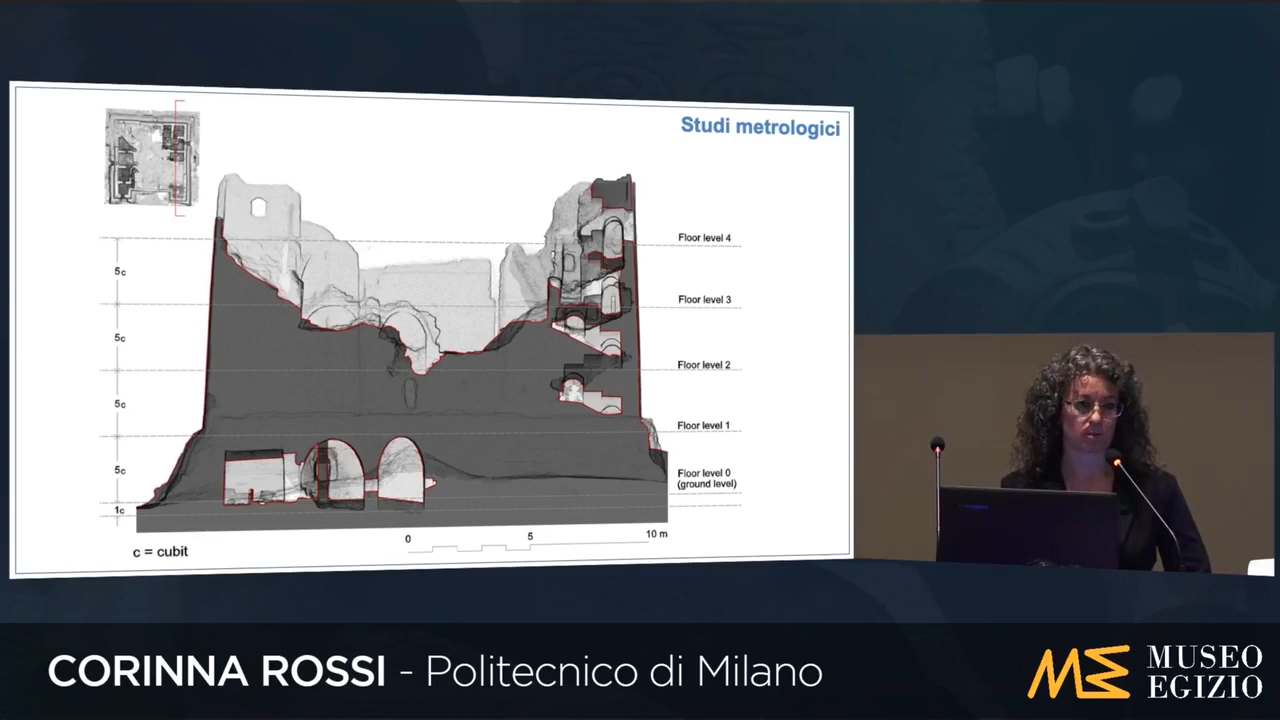 Studi metrologici
Floor level 4
5c
Floor level 3
5c
Floor level 2
5c
Floor level 1
5c
Floor level 0
(ground level)
1c
c = cubit
0 5 10 m
CORINNA ROSSI - Politecnico di Milano
ME MUSEO
EGIZIO